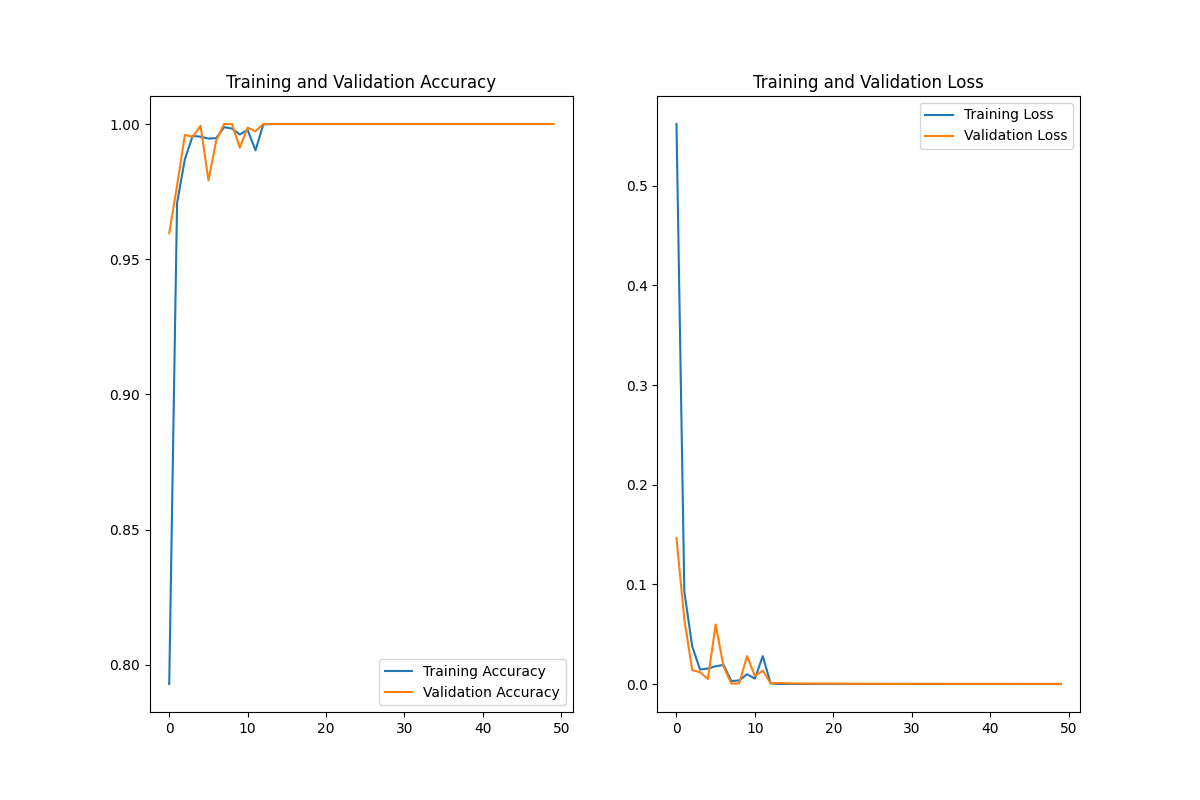 Training and Validation Accuracy
1.00
0.95
0.90
0.85
0.80
0 10 20 30 40 50
Training Accuracy
Validation Accuracy
Training and Validation Loss
0.5
0.4
0.3
0.2
0.1
0.0
0 10 20 30 40 50
Training Loss
Validation Loss